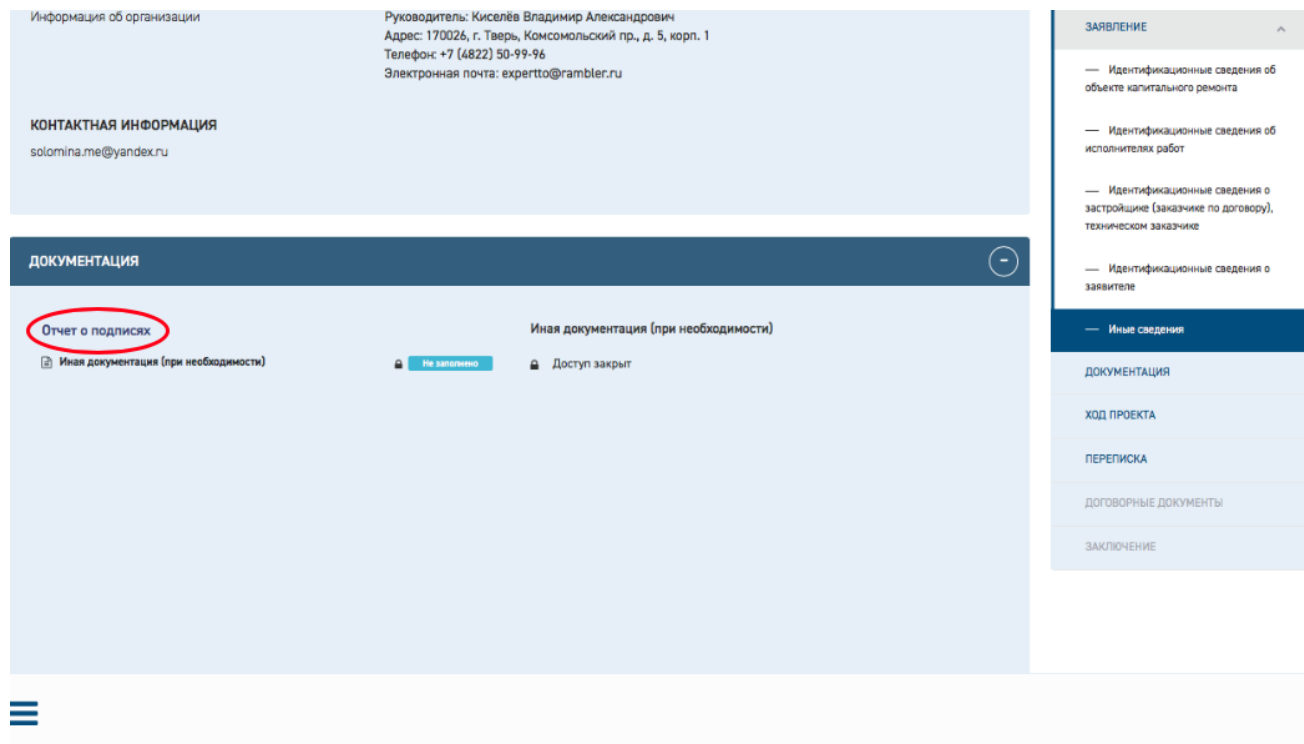 Информация об организации
Руководитель: Киселёв Владимир Александрович
Адрес: 170026, г. Тверь, Комсомольский пр., д. 5, корп. 1
Телефон: +7 (4822) 50-99-96
Электронная почта: expertto@rambler.ru
КОНТАКТНАЯ ИНФОРМАЦИЯ
solomina.me@yandex.ru
ДОКУМЕНТАЦИЯ
Отчет о подписях
Иная документация (при необходимости)
Не заполнено
Иная документация (при необходимости)
Доступ закрыт
ЗАЯВЛЕНИЕ
— Идентификационные сведения об
объекте капитального ремонта
— Идентификационные сведения об
исполнителях работ
— Идентификационные сведения о
застройщике (заказчике по договору),
техническом заказчике
— Идентификационные сведения о
заявителе
— Иные сведения
ДОКУМЕНТАЦИЯ
ХОД ПРОЕКТА
ПЕРЕПИСКА
ДОГОВОРНЫЕ ДОКУМЕНТЫ
ЗАКЛЮЧЕНИЕ